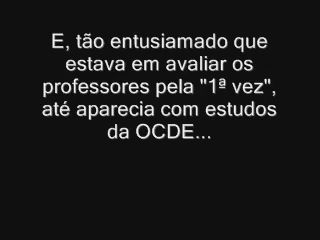 E, tão entusiamado que
estava em avaliar os
professores pela "1ª vez",
até aparecia com estudos
da OCDE...